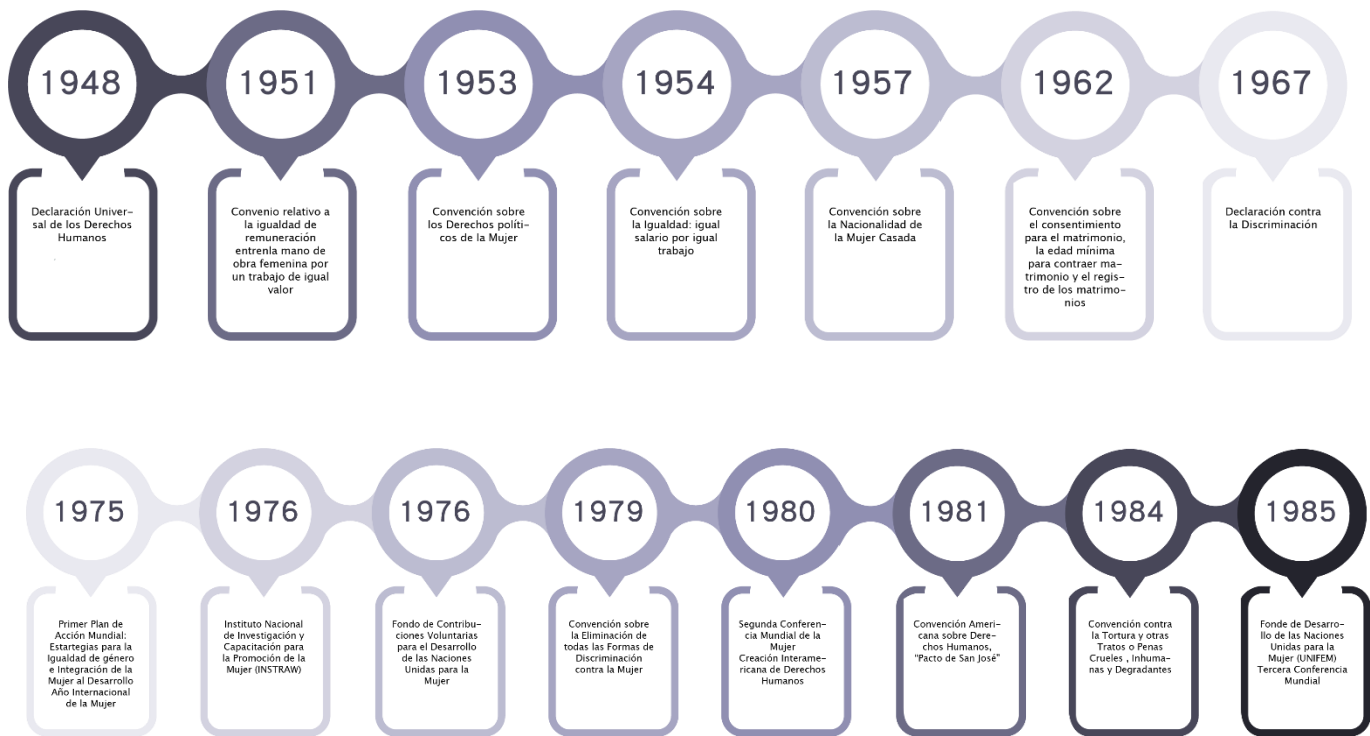 1948
1951
1953
1954
1957
1962
1967
Declaración Univer-
sal de los Derechos
Humanos
Convenio relativo a
la igualdad de
remuneración
entrenla mano de
obra femenina por
un trabajo de igual
valor
Convención sobre
los Derechos políti-
cos de la Mujer
Convención sobre
la Igualdad: igual
salario por igual
trabajo
Convención sobre
la Nacionalidad de
la Mujer Casada
Convención sobre
el consentimiento
para el matrimonio,
la edad mínima
para contraer ma-
trimonio y el regis-
tro de los matrimo-
nios
Declaración contra
la Discriminación
1975
1976
1976
1979
1980
1981
1984
1985
Primer Plan de
Acción Mundial:
Estartegias para la
Igualdad de género
e Integración de la
Mujer al Desarrollo
Año Internacional
de la Mujer
Instituto Nacional
de Investigación y
Capacitación para
la Promoción de la
Mujer (INSTRAW)
Fondo de Contribu-
ciones Voluntarias
para el Desarrollo
de las Naciones
Unidas para la
Mujer
Convención sobre
la Eliminación de
todas las Formas de
Discriminación
contra la Mujer
Segunda Conferen-
cia Mundial de la
Mujer
Creación Interame-
ricana de Derechos
Humanos
Convención Ameri-
cana sobre Dere-
chos Humanos,
"Pacto de San José"
Convención contra
la Tortura y otras
Tratos o Penas
Crueles , Inhuma-
nas y Degradantes
Fonde de Desarro-
llo de las Naciones
Unidas para la
Mujer (UNIFEM)
Tercera Conferencia
Mundial